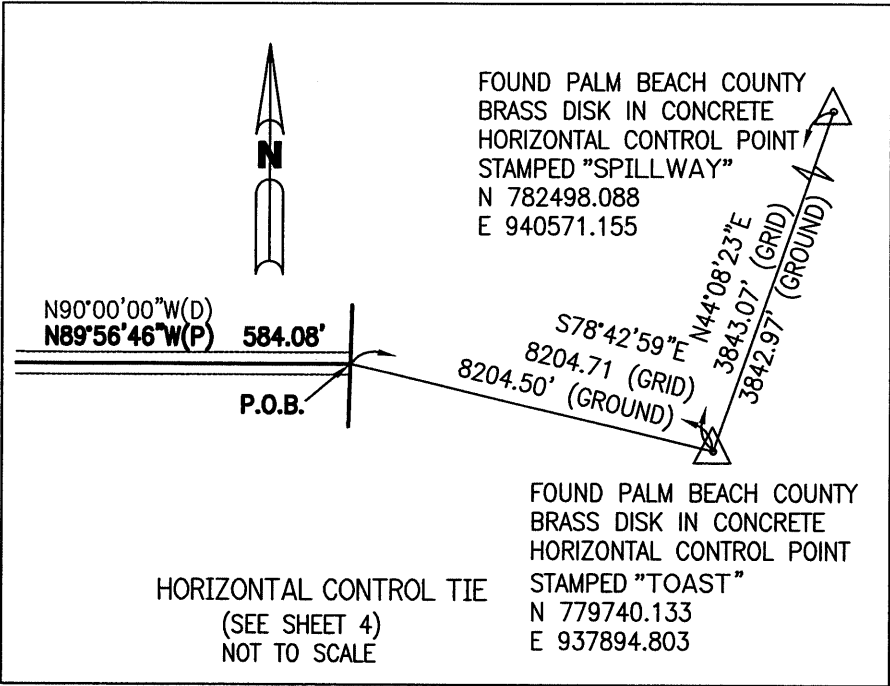 N
FOUND PALM BEACH COUNTY
BRASS DISK IN CONCRETE
HORIZONTAL CONTROL POINT
STAMPED "SPILLWAY"
N 782498.088
E 940571.155
N90°00'00"W(D)
N89°56'46"W(P) 584.08'
P.O.B.
S78°42'59"E
8204.71 (GRID)
8204.50' (GROUND)
N44°08'23"E
3843.07' (GRID)
3842.97' (GROUND)
FOUND PALM BEACH COUNTY
BRASS DISK IN CONCRETE
HORIZONTAL CONTROL POINT
STAMPED "TOAST"
N 779740.133
E 937894.803
HORIZONTAL CONTROL TIE
(SEE SHEET 4)
NOT TO SCALE